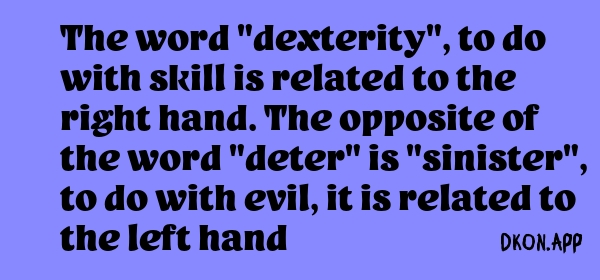 The word "dexterity", to do
with skill is related to the
right hand. The opposite of
the word "deter" is "sinister",
to do with evil, it is related to
the left hand
DKON.APP